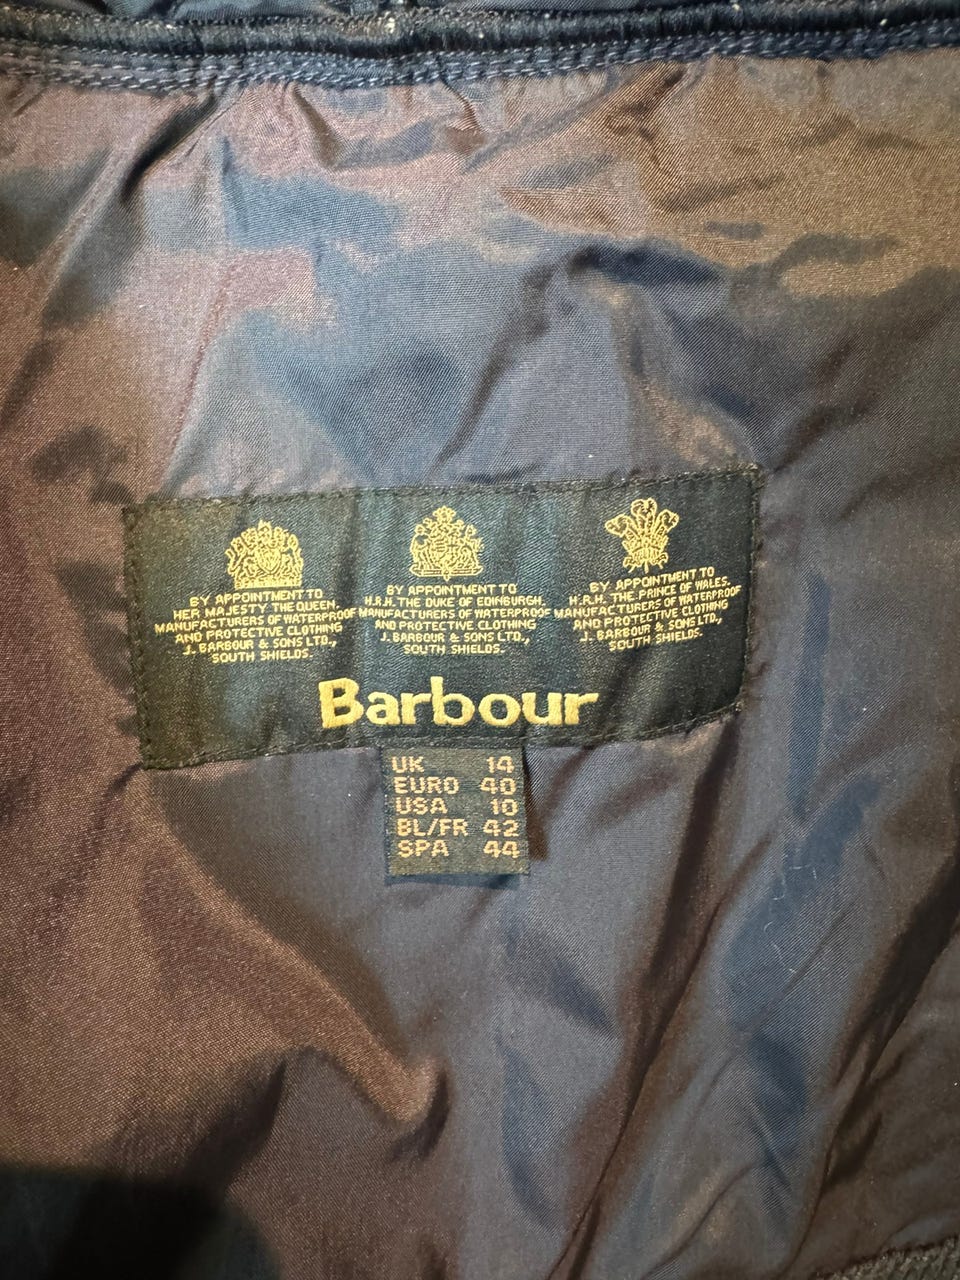 BY APPOINTMENT TO
HER MAJESTY THE QUEEN,
MANUFACTURERS OF WATERPROOF
AND PROTECTIVE CLOTHING
J. BARBOUR & SONS LTD.,
SOUTH SHIELDS.
BY APPOINTMENT TO
H.R.H. THE DUKE OF EDINBURGH,
MANUFACTURERS OF WATERPROOF
AND PROTECTIVE CLOTHING
J. BARBOUR & SONS LTD.,
SOUTH SHIELDS.
BY APPOINTMENT TO
H.R.H. THE PRINCE OF WALES,
MANUFACTURERS OF WATERPROOF
AND PROTECTIVE CLOTHING
J. BARBOUR & SONS LTD.,
SOUTH SHIELDS.
Barbour
UK 14
EURO 40
USA 10
BL/FR 42
SPA 44